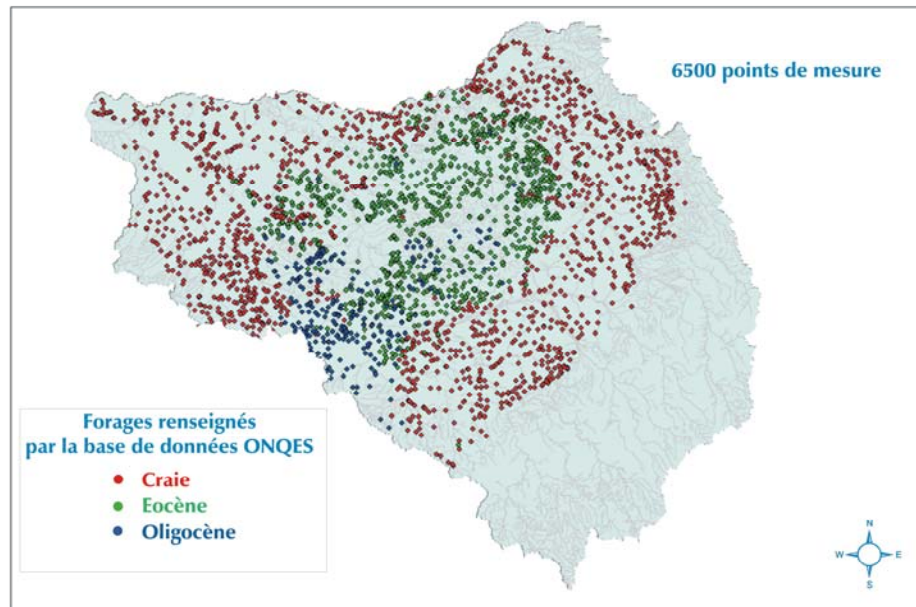 6500 points de mesure
Forages renseignés
par la base de données ONQES
Craie
Eocène
Oligocène
N
W
E
S